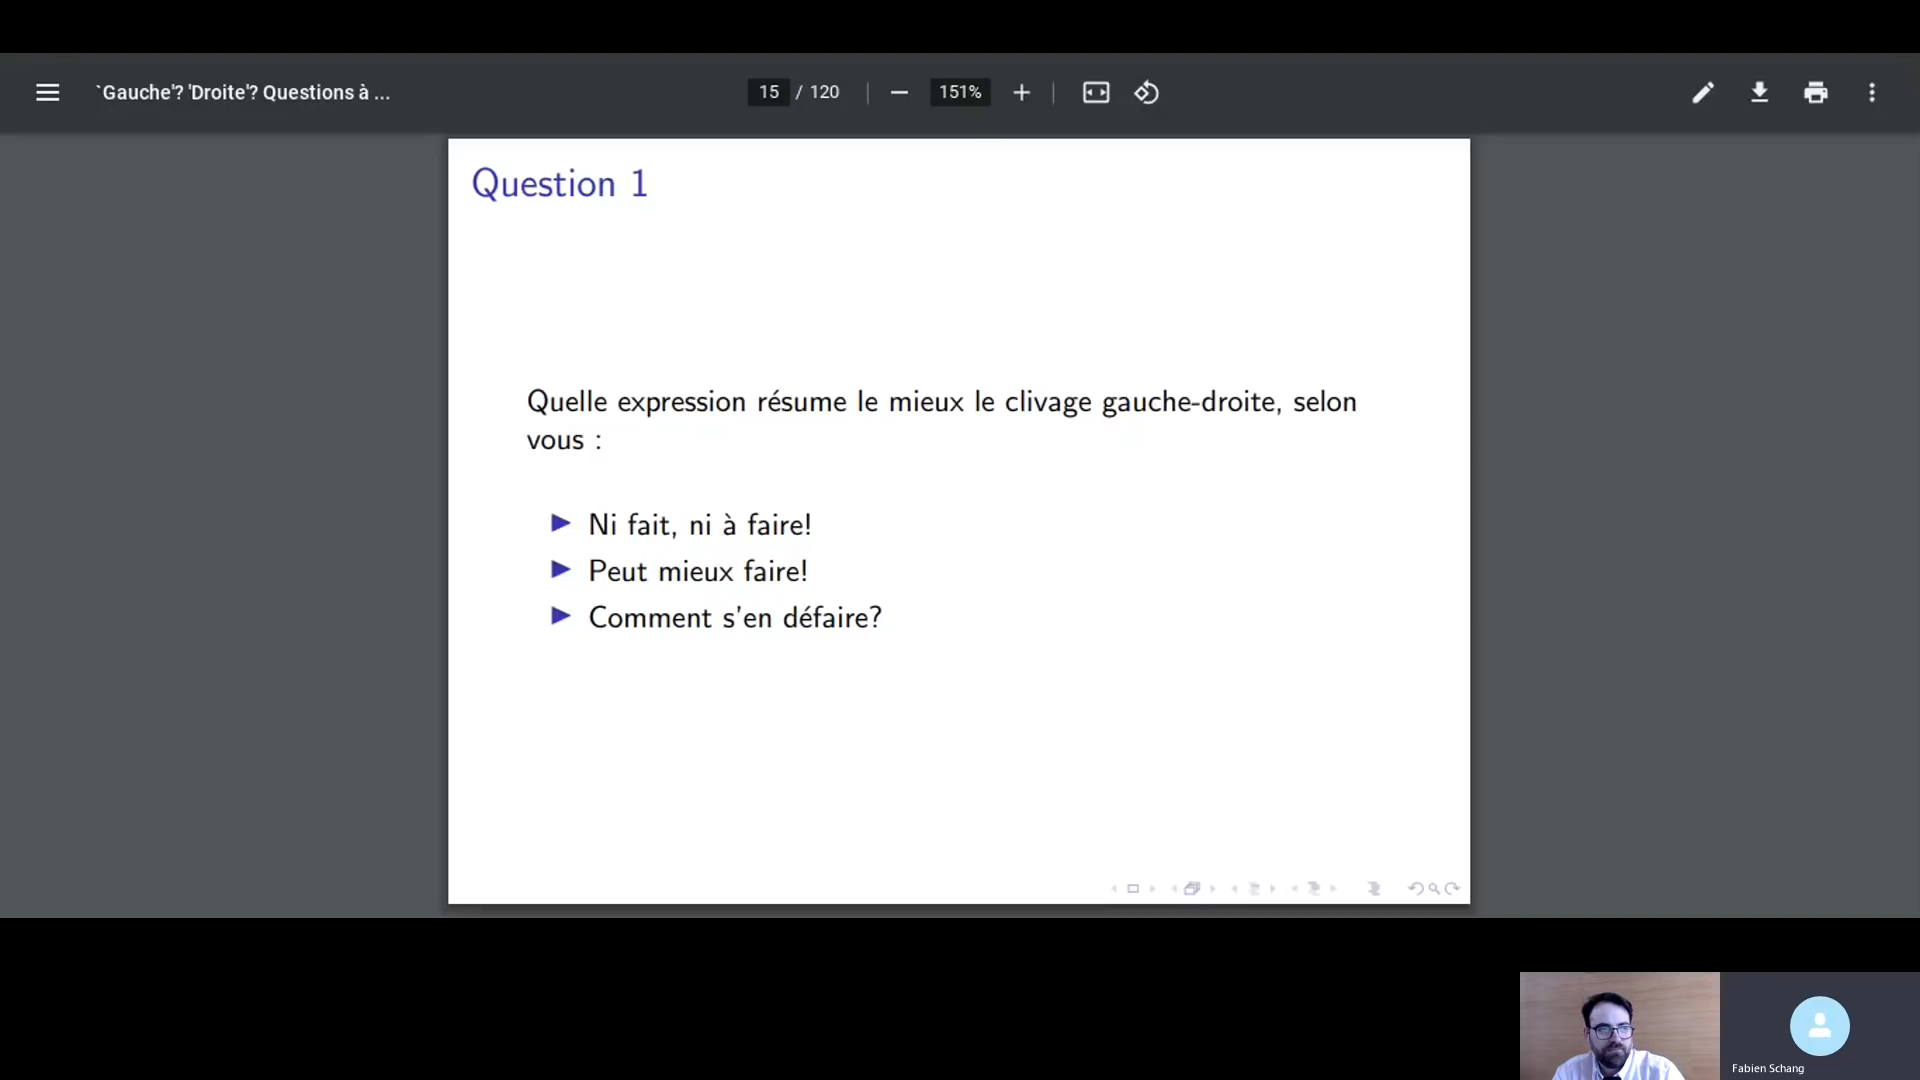 `Gauche'? 'Droite'? Questions à ...
15 / 120
151%
Question 1
Quelle expression résume le mieux le clivage gauche-droite, selon
vous :
Ni fait, ni à faire!
Peut mieux faire!
Comment s'en défaire?
Fabien Schang